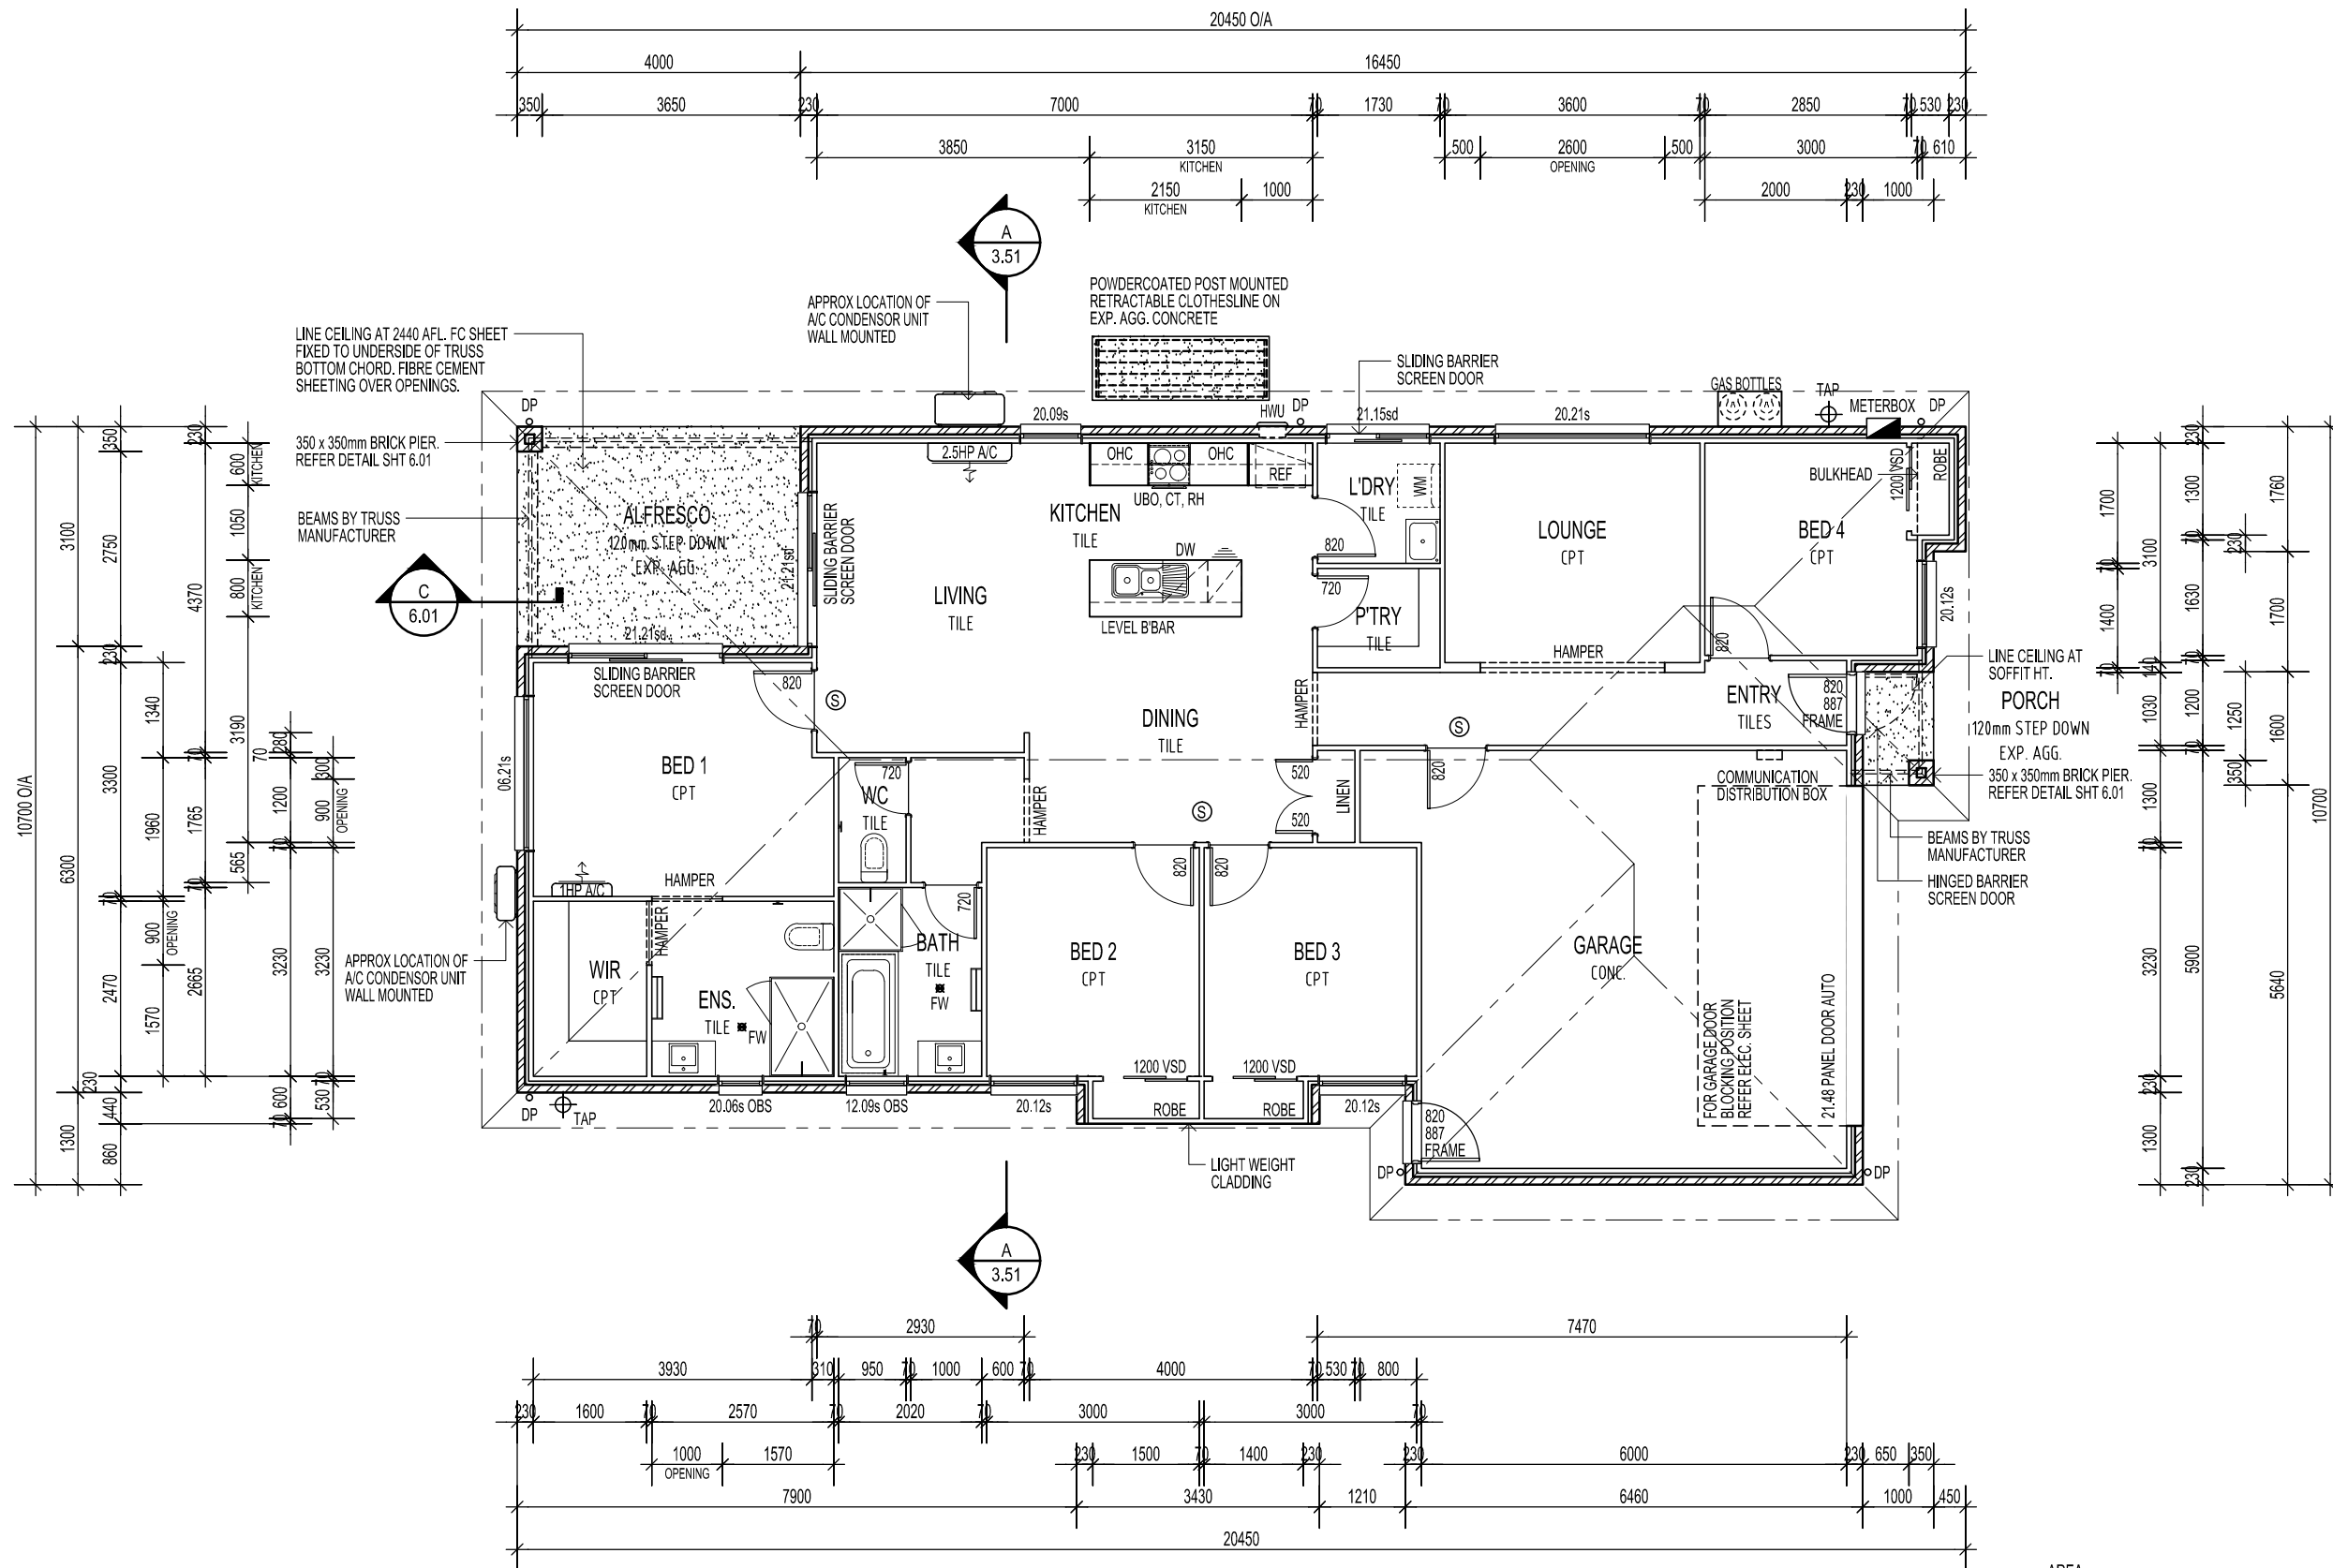 20450 O/A
4000 16450
350 3650 230 7000 70 1730 70 3600 70 2850 70 530 230
3850 3150 500 2600 500 3000 70 610
KITCHEN OPENING
2150 1000 2000 230 1000
KITCHEN
A
3.51
POWDERCOATED POST MOUNTED
RETRACTABLE CLOTHESLINE ON
EXP. AGG. CONCRETE
APPROX LOCATION OF
A/C CONDENSOR UNIT
WALL MOUNTED
LINE CEILING AT 2440 AFL. FC SHEET
FIXED TO UNDERSIDE OF TRUSS
BOTTOM CHORD. FIBRE CEMENT
SHEETING OVER OPENINGS.
SLIDING BARRIER
SCREEN DOOR
GAS BOTTLES
TAP
METERBOX
DP
DP
20.09s
HWU
DP
21.15sd
20.21s
350 x 350mm BRICK PIER.
REFER DETAIL SHT 6.01
BEAMS BY TRUSS
MANUFACTURER
C
6.01
ALFRESCO
120mm STEP DOWN
EXP. AGG.
21.21sd
21.21sd
SLIDING BARRIER
SCREEN DOOR
SLIDING BARRIER
SCREEN DOOR
2.5HP A/C
OHC
OHC
REF
UBO, CT, RH
KITCHEN
TILE
DW
LEVEL B'BAR
LIVING
TILE
L'DRY
TILE
WM
820
720
P'TRY
TILE
LOUNGE
CPT
HAMPER
BED 4
CPT
BULKHEAD
1200 VSD
ROBE
20.12s
820
LINE CEILING AT
SOFFIT HT.
PORCH
120mm STEP DOWN
EXP. AGG.
350 x 350mm BRICK PIER.
REFER DETAIL SHT 6.01
BEAMS BY TRUSS
MANUFACTURER
HINGED BARRIER
SCREEN DOOR
ENTRY
TILES
820
887
FRAME
HAMPER
DINING
TILE
S
S
S
820
BED 1
CPT
06.21s
1HP A/C
HAMPER
HAMPER
WC
TILE
720
HAMPER
520
520
LINEN
820
COMMUNICATION
DISTRIBUTION BOX
APPROX LOCATION OF
A/C CONDENSOR UNIT
WALL MOUNTED
WIR
CPT
ENS.
TILE
FW
BATH
TILE
FW
720
BED 2
CPT
820
820
BED 3
CPT
GARAGE
CONC.
FOR GARAGE DOOR
BLOCKING POSITION
REFER ELEC. SHEET
21.48 PANEL DOOR AUTO
1200 VSD
1200 VSD
ROBE
ROBE
DP
TAP
20.06s OBS
12.09s OBS
20.12s
20.12s
820
887
FRAME
DP
DP
LIGHT WEIGHT
CLADDING
A
3.51
10700 O/A
3100 6300 1300
350 2750 230 3300 70 2470 230 440 860
1340 1960 900 1570
OPENING
230 4370 70 1765 70 2665
600 1050 800 3190 565
KITCHEN
KITCHEN
70 280 1200 70 3230 600 70
300 900 3230 70 530
OPENING
1700 70 1400 70
3100 140 1030 1300 70 3230 230 1300
230 1300 70 1630 70 1200 70 5900 230
230 1250 350
1760 1700 1600 5640
10700
70 2930 7470
3930 310 950 70 1000 600 70 4000 70 530 70 800
230 1600 70 2570 70 2020 70 3000 3000 70
1000 1570 230 1500 70 1400 230 230 6000 230 650 350
OPENING
7900 3430 1210 6460 1000 450
20450